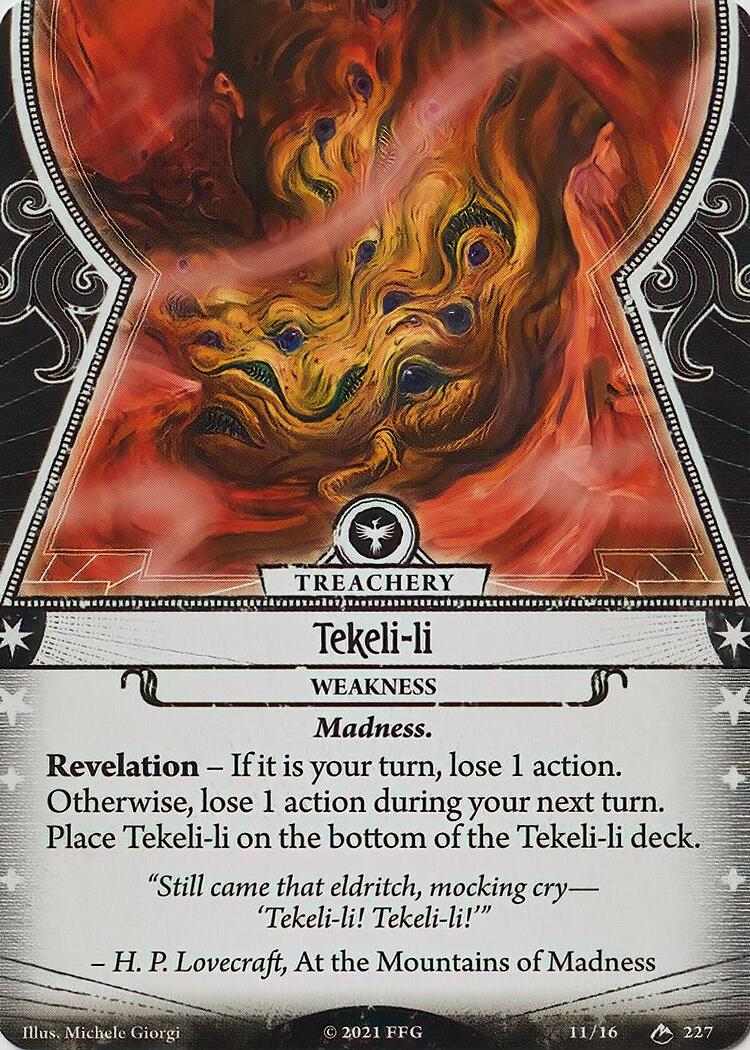 TREACHERY
Tekeli-li
WEAKNESS
Madness.
Revelation – If it is your turn, lose 1 action.
Otherwise, lose 1 action during your next turn.
Place Tekeli-li on the bottom of the Tekeli-li deck.
“Still came that eldritch, mocking cry—
‘Tekeli-li! Tekeli-li!’”
– H. P. Lovecraft, At the Mountains of Madness
Illus. Michele Giorgi
© 2021 FFG
11/16
227